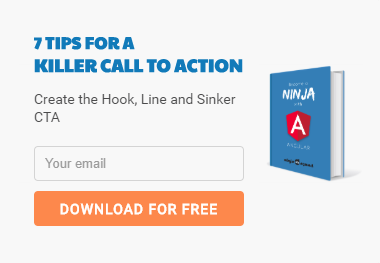 7 TIPS FOR A
KILLER CALL TO ACTION
Create the Hook, Line and Sinker
CTA
Your email
DOWNLOAD FOR FREE
NINJA
A
ANGULAR